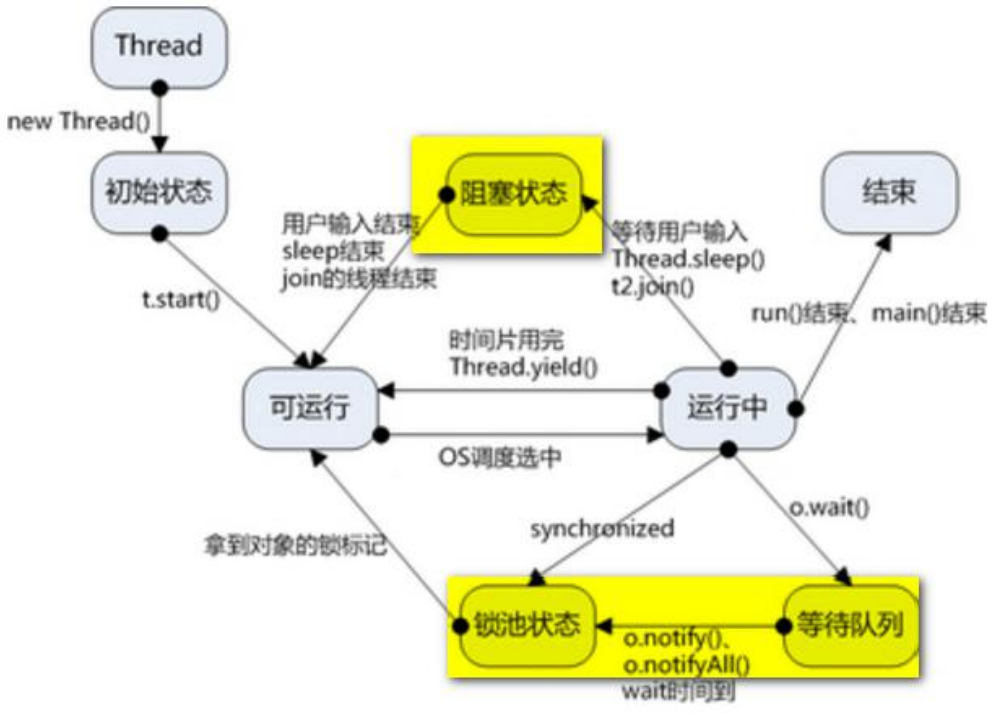 Thread
new Thread()
初始状态
阻塞状态
结束
用户输入结束
sleep结束
join的线程结束
等待用户输入
Thread.sleep()
t2.join()
t.start()
run()结束、main()结束
时间片用完
Thread.yield()
可运行
运行中
OS调度选中
synchronized
o.wait()
拿到对象的锁标记
锁池状态
等待队列
o.notify()、
o.notifyAll()
wait时间到